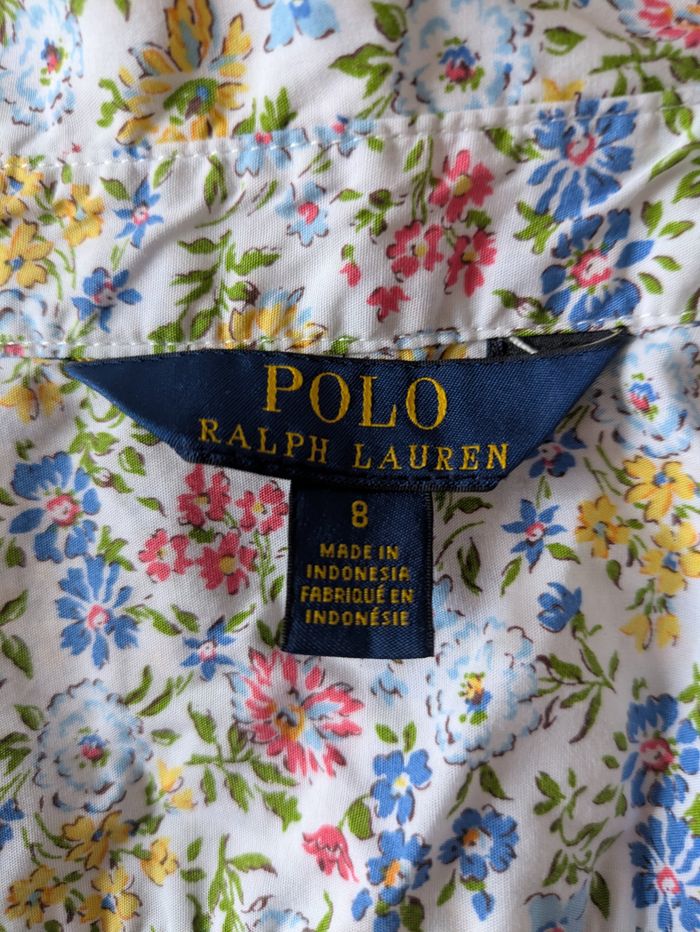 POLO
RALPH LAUREN
8
MADE IN
INDONESIA
FABRIQUÉ EN
INDONÉSIE